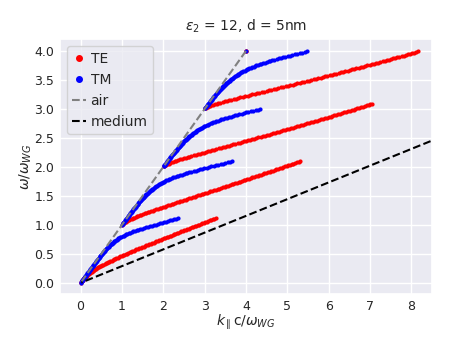 ε₂ = 12, d = 5nm
TE
TM
air
medium
ω/ω_WG
4.0
3.5
3.0
2.5
2.0
1.5
1.0
0.5
0.0
0 1 2 3 4 5 6 7 8
k_∥ c/ω_WG